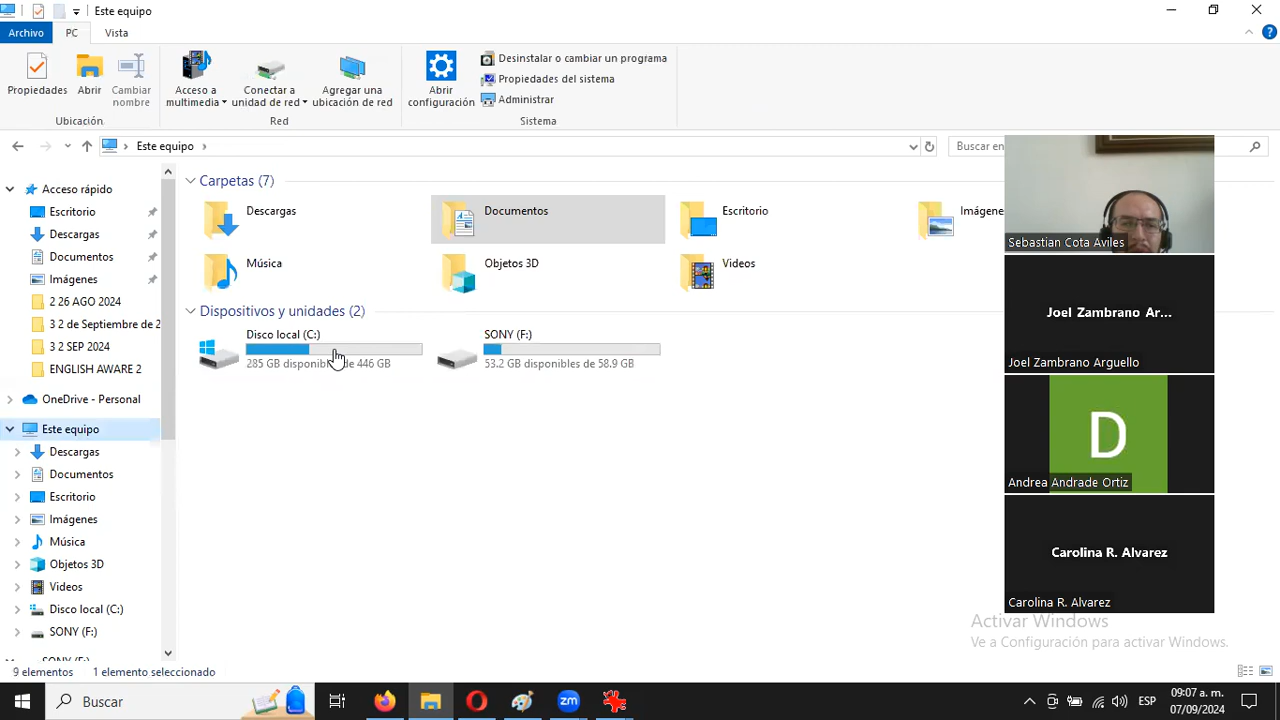 Este equipo
Archivo PC Vista
Propiedades
Abrir
Cambiar nombre
Ubicación
Acceso a multimedia
Conectar a unidad de red
Agregar una ubicación de red
Red
Abrir configuración
Desinstalar o cambiar un programa
Propiedades del sistema
Administrar
Sistema
Este equipo
Buscar en
Acceso rápido
Escritorio
Descargas
Documentos
Imágenes
2 26 AGO 2024
3 2 de Septiembre de 2
3 2 SEP 2024
ENGLISH AWARE 2
OneDrive - Personal
Este equipo
Descargas
Documentos
Escritorio
Imágenes
Música
Objetos 3D
Videos
Disco local (C:)
SONY (F:)
SONY (F:)
Carpetas (7)
Descargas
Documentos
Escritorio
Imágene
Música
Objetos 3D
Videos
Dispositivos y unidades (2)
Disco local (C:)
285 GB disponibles de 446 GB
SONY (F:)
53.2 GB disponibles de 58.9 GB
Sebastian Cota Aviles
Joel Zambrano Ar...
Joel Zambrano Arguello
D
Andrea Andrade Ortiz
Carolina R. Alvarez
Carolina R. Alvarez
Activar Windows
Ve a Configuración para activar Windows.
9 elementos 1 elemento seleccionado
Buscar
zm
ESP
09:07 a. m.
07/09/2024